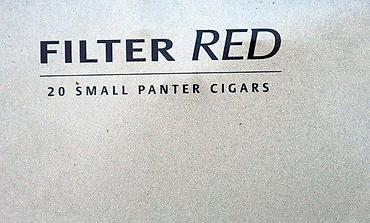 FILTER RED
20 SMALL PANTER CIGARS